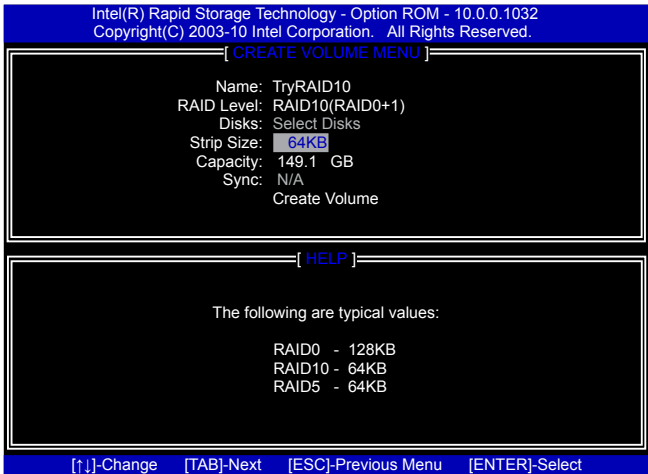 Intel(R) Rapid Storage Technology - Option ROM - 10.0.0.1032
Copyright(C) 2003-10 Intel Corporation. All Rights Reserved.
[ CREATE VOLUME MENU ]
Name: TryRAID10
RAID Level: RAID10(RAID0+1)
Disks: Select Disks
Strip Size: 64KB
Capacity: 149.1 GB
Sync: N/A
Create Volume
[ HELP ]
The following are typical values:
RAID0 - 128KB
RAID10 - 64KB
RAID5 - 64KB
[↑↓]-Change [TAB]-Next [ESC]-Previous Menu [ENTER]-Select